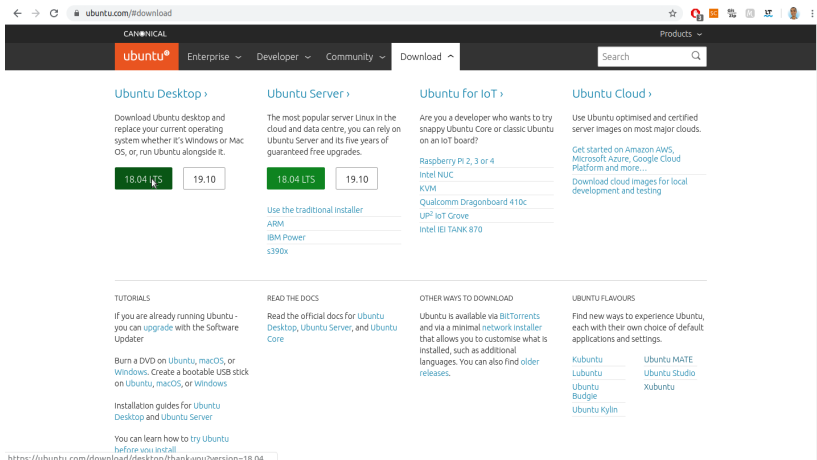 ubuntu.com/#download
CANONICAL
Products
ubuntu
Enterprise
Developer
Community
Download
Search
Ubuntu Desktop ›
Download Ubuntu desktop and
replace your current operating
system whether it's Windows or Mac
OS, or, run Ubuntu alongside it.
18.04 LTS
19.10
Ubuntu Server ›
The most popular server Linux in the
cloud and data centre, you can rely on
Ubuntu Server and its five years of
guaranteed free upgrades.
18.04 LTS
19.10
Use the traditional installer
ARM
IBM Power
s390x
Ubuntu for IoT ›
Are you a developer who wants to try
snappy Ubuntu Core or classic Ubuntu
on an IoT board?
Raspberry Pi 2, 3 or 4
Intel NUC
KVM
Qualcomm Dragonboard 410c
UP² IoT Grove
Intel IEI TANK 870
Ubuntu Cloud ›
Use Ubuntu optimised and certified
server images on most major clouds.
Get started on Amazon AWS,
Microsoft Azure, Google Cloud
Platform and more…
Download cloud images for local
development and testing
TUTORIALS
If you are already running Ubuntu -
you can upgrade with the Software
Updater
Burn a DVD on Ubuntu, macOS, or
Windows. Create a bootable USB stick
on Ubuntu, macOS, or Windows
Installation guides for Ubuntu
Desktop and Ubuntu Server
You can learn how to try Ubuntu
before you install
READ THE DOCS
Read the official docs for Ubuntu
Desktop, Ubuntu Server, and Ubuntu
Core
OTHER WAYS TO DOWNLOAD
Ubuntu is available via BitTorrents
and via a minimal network installer
that allows you to customise what is
installed, such as additional
languages. You can also find older
releases.
UBUNTU FLAVOURS
Find new ways to experience Ubuntu,
each with their own choice of default
applications and settings.
Kubuntu
Lubuntu
Ubuntu
Budgie
Ubuntu Kylin
Ubuntu MATE
Ubuntu Studio
Xubuntu
https://ubuntu.com/download/desktop/thank-you?version=18.04